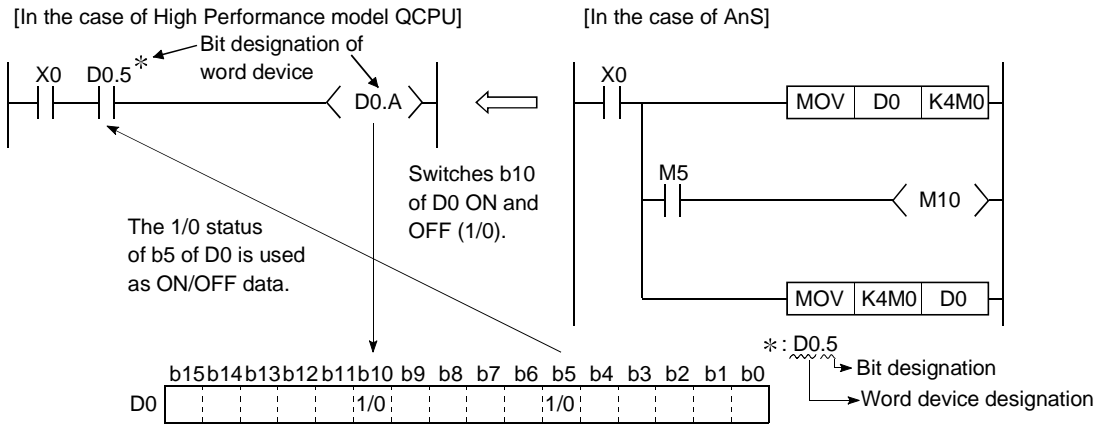 [In the case of High Performance model QCPU]
[In the case of AnS]
Bit designation of
word device
X0 D0.5 *
D0.A
X0
MOV D0 K4M0
Switches b10
of D0 ON and
OFF (1/0).
M5
M10
The 1/0 status
of b5 of D0 is used
as ON/OFF data.
MOV K4M0 D0
* : D0.5
Bit designation
Word device designation
b15 b14 b13 b12 b11 b10 b9 b8 b7 b6 b5 b4 b3 b2 b1 b0
D0 1/0 1/0